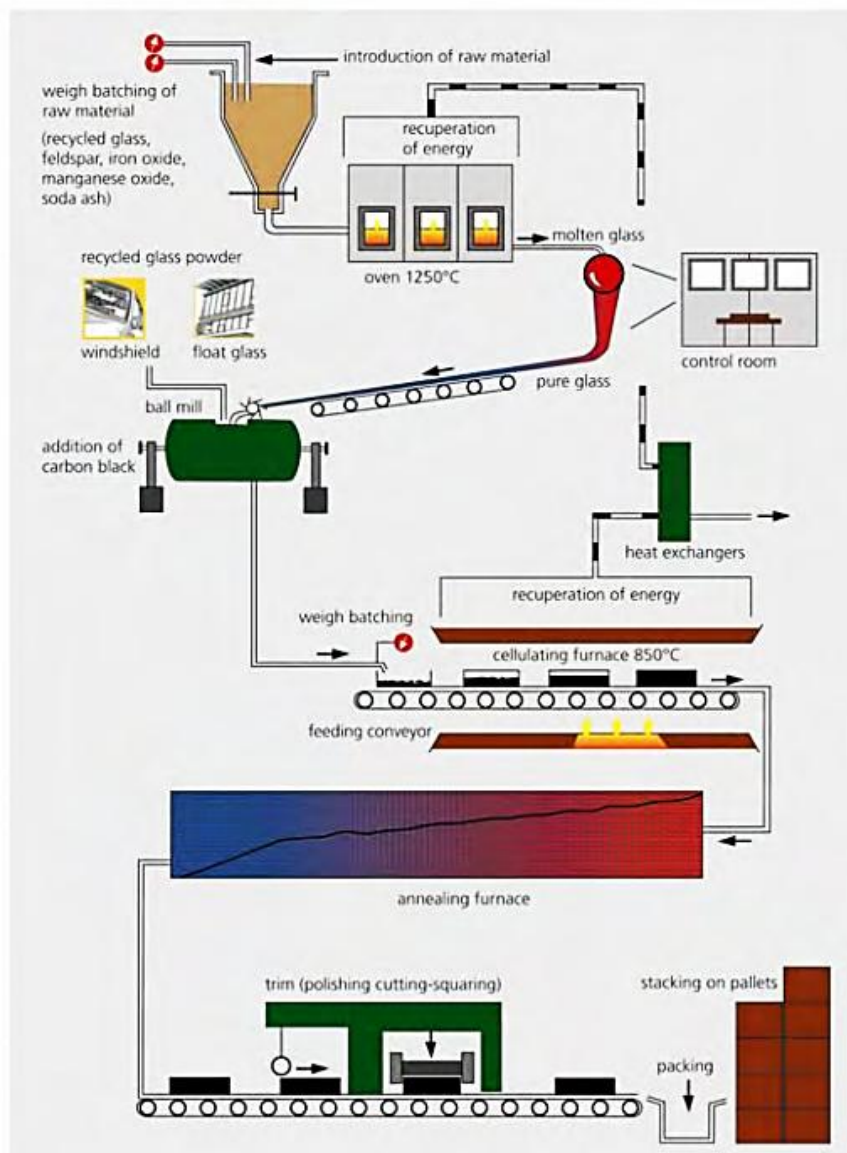 introduction of raw material
weigh batching of
raw material
(recycled glass,
feldspar, iron oxide,
manganese oxide,
soda ash)
recuperation
of energy
molten glass
oven 1250°C
recycled glass powder
windshield
float glass
control room
pure glass
ball mill
addition of
carbon black
heat exchangers
recuperation of energy
weigh batching
cellulating furnace 850°C
feeding conveyor
annealing furnace
trim (polishing cutting-squaring)
stacking on pallets
packing